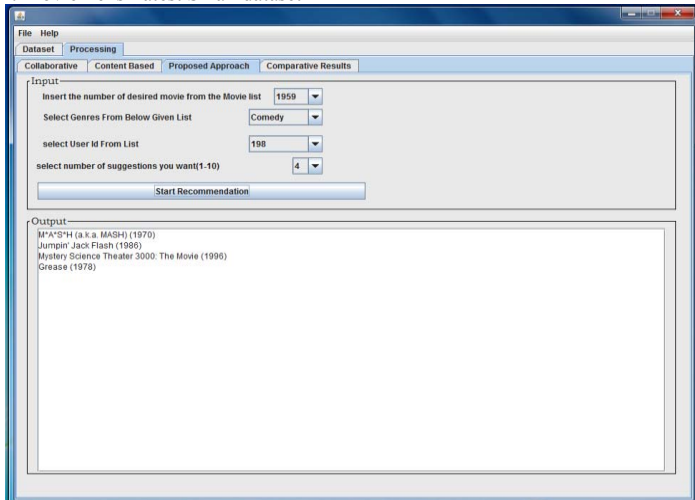 File Help
Dataset Processing
Collaborative Content Based Proposed Approach Comparative Results
Input
Insert the number of desired movie from the Movie list 1959
Select Genres From Below Given List Comedy
select User Id From List 198
select number of suggestions you want(1-10) 4
Start Recommendation
Output
M*A*S*H (a.k.a. MASH) (1970)
Jumpin' Jack Flash (1986)
Mystery Science Theater 3000: The Movie (1996)
Grease (1978)